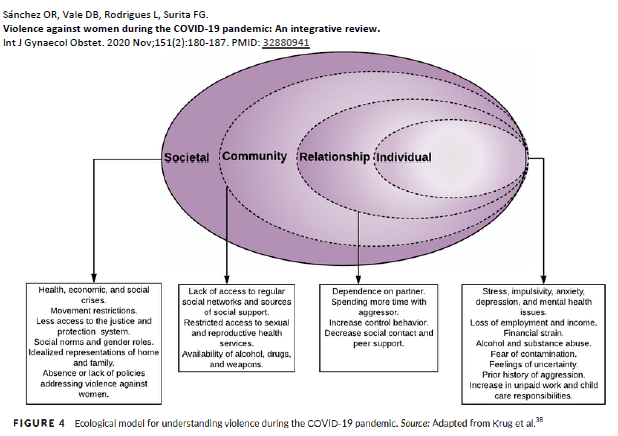 Sánchez OR, Vale DB, Rodrigues L, Surita FG.
Violence against women during the COVID-19 pandemic: An integrative review.
Int J Gynaecol Obstet. 2020 Nov;151(2):180-187. PMID: 32880941
Societal
Community
Relationship
Individual
Health, economic, and social
crises.
Movement restrictions.
Less access to the justice and
protection system.
Social norms and gender roles.
Idealized representations of home
and family.
Absence or lack of policies
addressing violence against
women.
Lack of access to regular
social networks and sources
of social support.
Restricted access to sexual
and reproductive health
services.
Availability of alcohol, drugs,
and weapons.
Dependence on partner.
Spending more time with
aggressor.
Increase control behavior.
Decrease social contact and
peer support.
Stress, impulsivity, anxiety,
depression, and mental health
issues.
Loss of employment and income.
Financial strain.
Alcohol and substance abuse.
Fear of contamination.
Feelings of uncertainty.
Prior history of aggression.
Increase in unpaid work and child
care responsibilities.
FIGURE 4 Ecological model for understanding violence during the COVID-19 pandemic. Source: Adapted from Krug et al.38